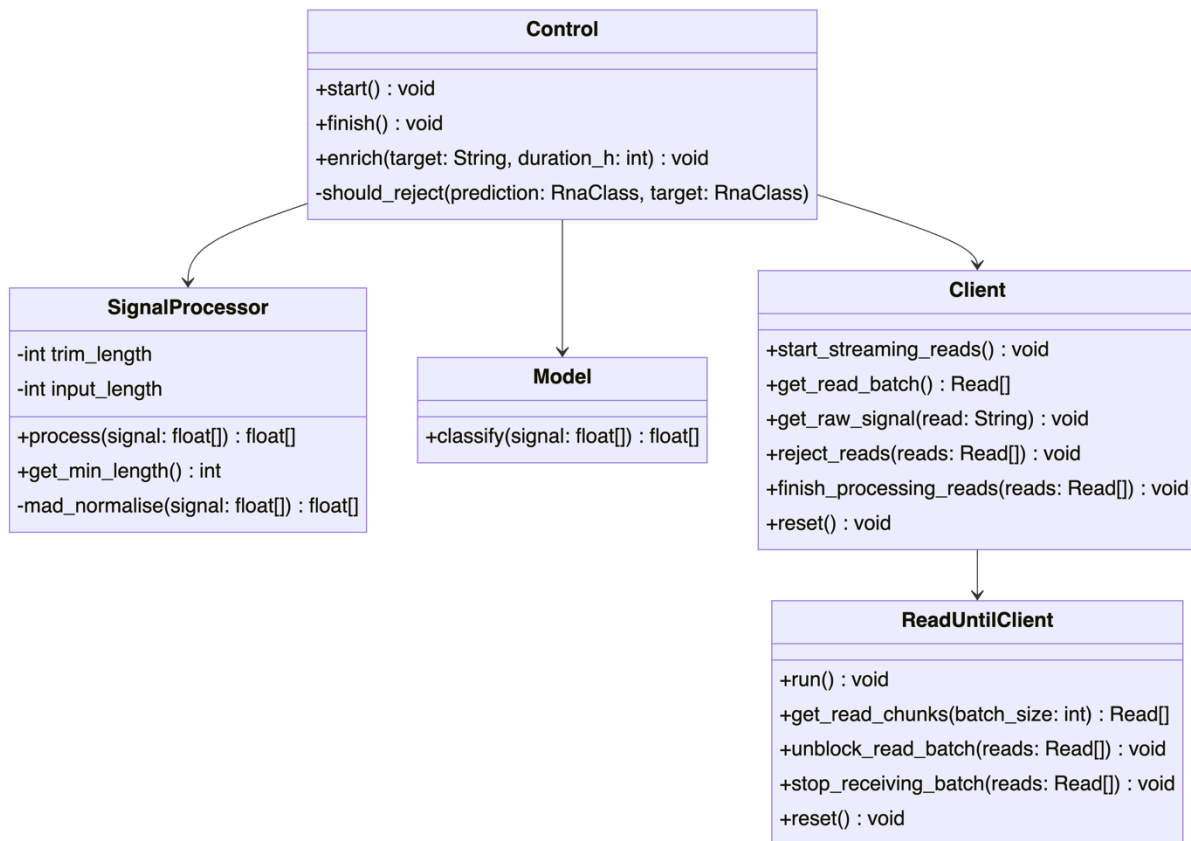 Control
+start() : void
+finish() : void
+enrich(target: String, duration_h: int) : void
-should_reject(prediction: RnaClass, target: RnaClass)
SignalProcessor
-int trim_length
-int input_length
+process(signal: float[]) : float[]
+get_min_length() : int
-mad_normalise(signal: float[]) : float[]
Model
+classify(signal: float[]) : float[]
Client
+start_streaming_reads() : void
+get_read_batch() : Read[]
+get_raw_signal(read: String) : void
+reject_reads(reads: Read[]) : void
+finish_processing_reads(reads: Read[]) : void
+reset() : void
ReadUntilClient
+run() : void
+get_read_chunks(batch_size: int) : Read[]
+unblock_read_batch(reads: Read[]) : void
+stop_receiving_batch(reads: Read[]) : void
+reset() : void